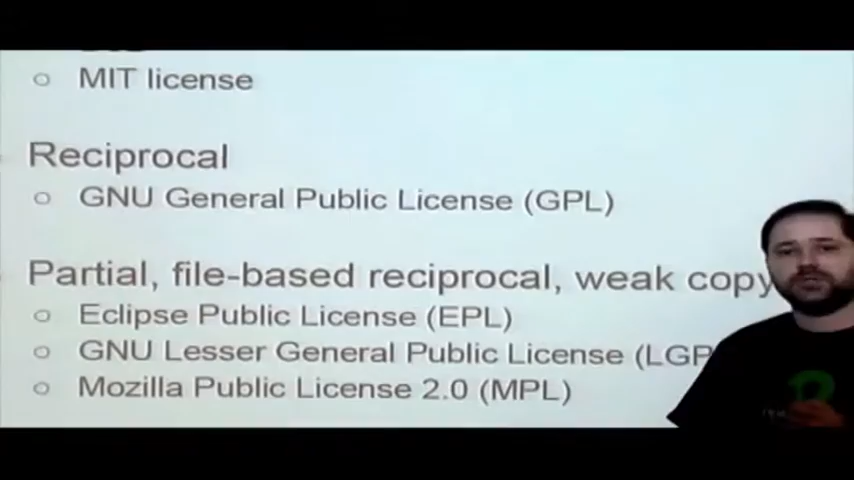 MIT license
Reciprocal
GNU General Public License (GPL)
Partial, file-based reciprocal, weak copy
Eclipse Public License (EPL)
GNU Lesser General Public License (LGP
Mozilla Public License 2.0 (MPL)